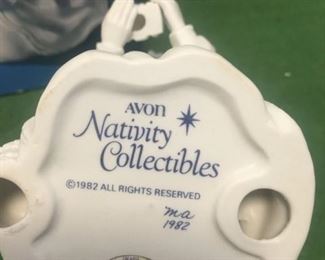 AVON
Nativity
Collectibles
©1982 ALL RIGHTS RESERVED
ma
1982